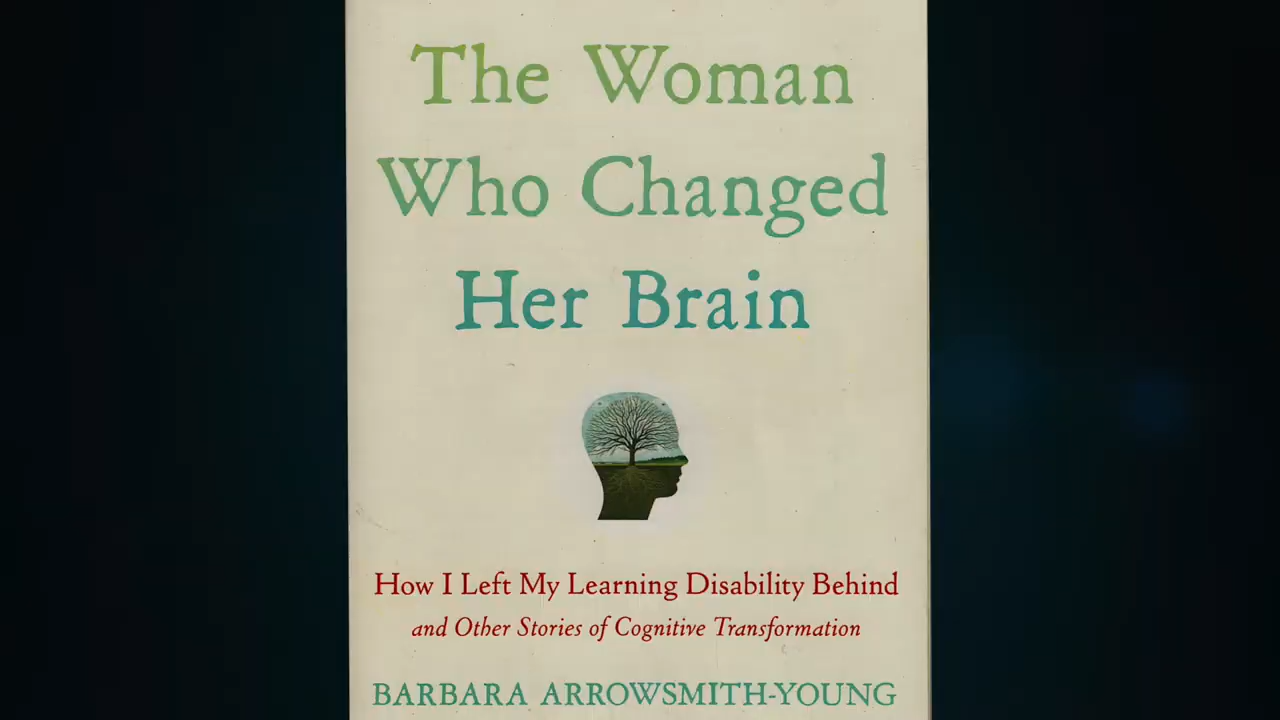 The Woman
Who Changed
Her Brain
How I Left My Learning Disability Behind
and Other Stories of Cognitive Transformation
BARBARA ARROWSMITH-YOUNG